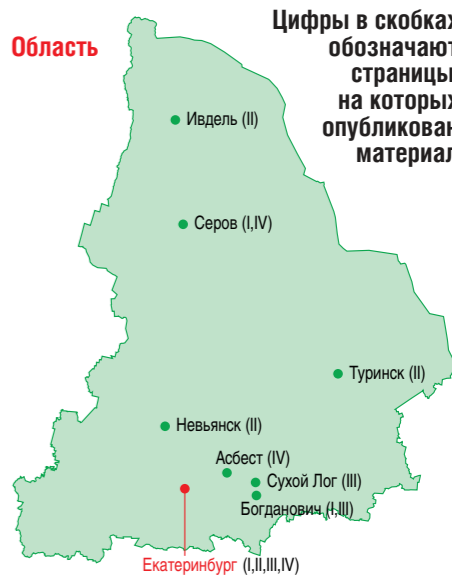 Область
Цифры в скобках
обозначают
страницы,
на которых
опубликован
материал
Ивдель (II)
Серов (I,IV)
Туринск (II)
Невьянск (II)
Асбест (IV)
Сухой Лог (III)
Богданович (I,III)
Екатеринбург (I,II,III,IV)